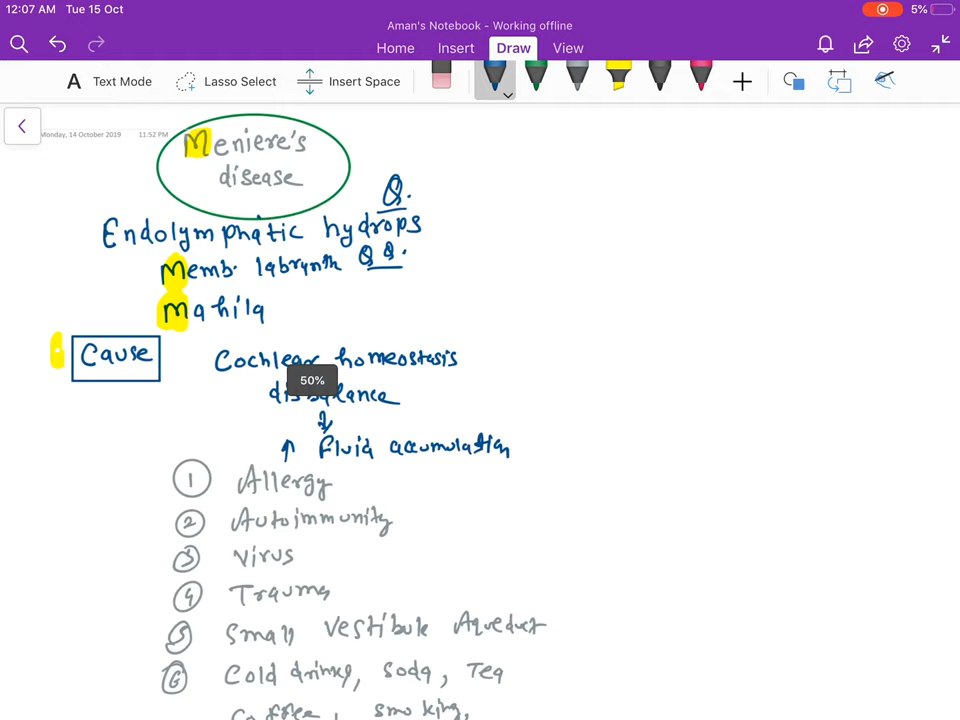 12:07 AM Tue 15 Oct
5%
Aman's Notebook - Working offline
Home Insert Draw View
Text Mode Lasso Select Insert Space
Monday, 14 October 2019 11:52 PM
Meniere's
disease
Q.
Endolymphatic hydrops
Memb. labrynth Q Q.
Mahila
Cause
Cochlear homeostasis
50%
disbalance
↓
↑ Fluid accumulation
1 Allergy
2 Autoimmunity
3 Virus
4 Trauma
5 Small Vestibule Aqueduct
6 Cold drinks, Soda, Tea
Coffee, smoking,